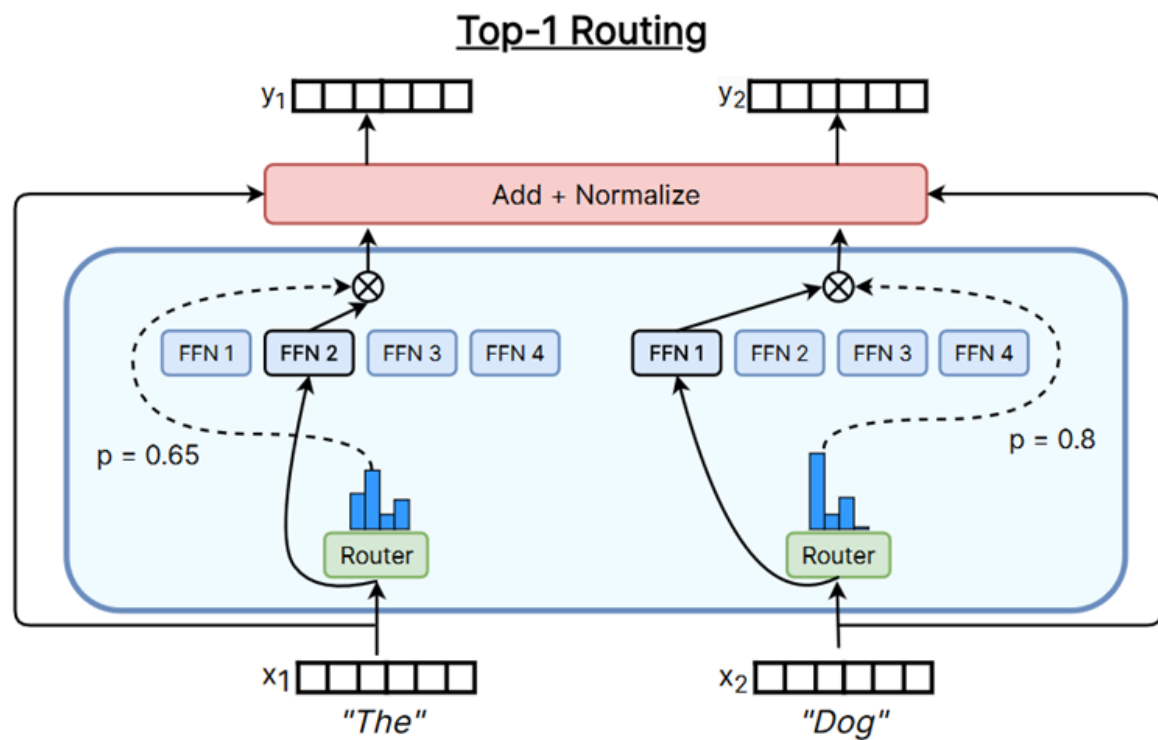 Top-1 Routing
y1
y2
Add + Normalize
FFN 1
FFN 2
FFN 3
FFN 4
FFN 1
FFN 2
FFN 3
FFN 4
p = 0.65
p = 0.8
Router
Router
x1
x2
"The"
"Dog"